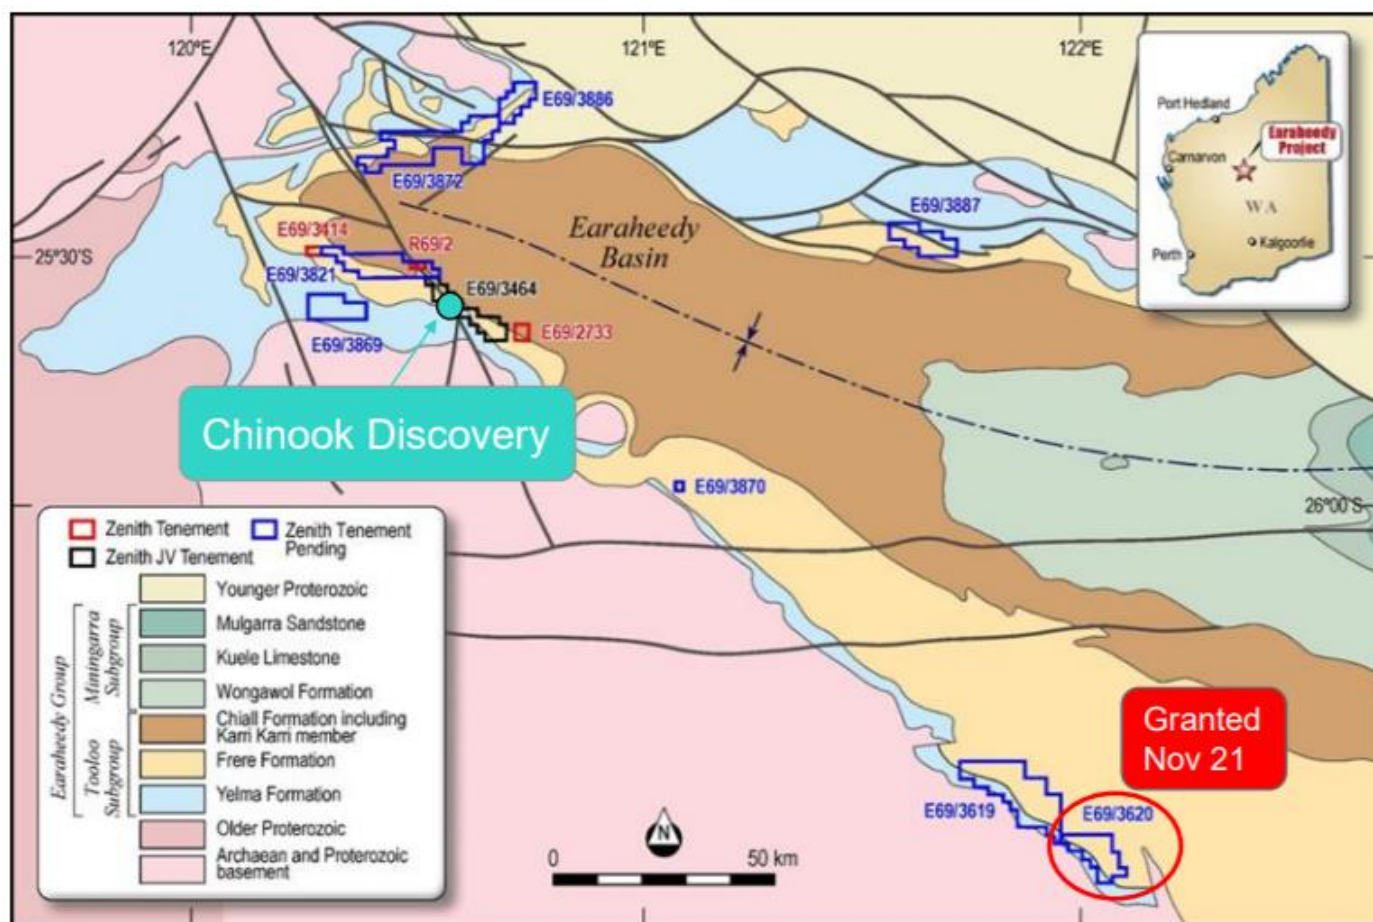 120°E
121°E
122°E
E69/3886
E69/3872
E69/3887
E69/3414
R69/2
25°30'S
E69/3821
E69/3464
E69/3869
E69/2733
Earaheedy
Basin
Port Hedland
Earaheedy
Project
Carnarvon
WA
Kalgoorlie
Perth
Chinook Discovery
E69/3870
26°00'S
Zenith Tenement
Zenith Tenement
Pending
Zenith JV Tenement
Younger Proterozoic
Mulgarra Sandstone
Kuele Limestone
Wongawol Formation
Chiall Formation including
Karri Karri member
Frere Formation
Yelma Formation
Older Proterozoic
Archaean and Proterozoic
basement
Earaheedy Group
Miningarra
Subgroup
Tooloo
Subgroup
Granted
Nov 21
E69/3619
E69/3620
N
0
50 km